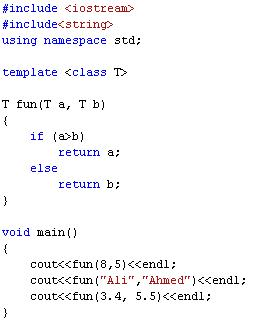 #include <iostream>
#include<string>
using namespace std;
template <class T>
T fun(T a, T b)
{
if (a>b)
return a;
else
return b;
}
void main()
{
cout<<fun(8,5)<<endl;
cout<<fun("Ali","Ahmed")<<endl;
cout<<fun(3.4, 5.5)<<endl;
}